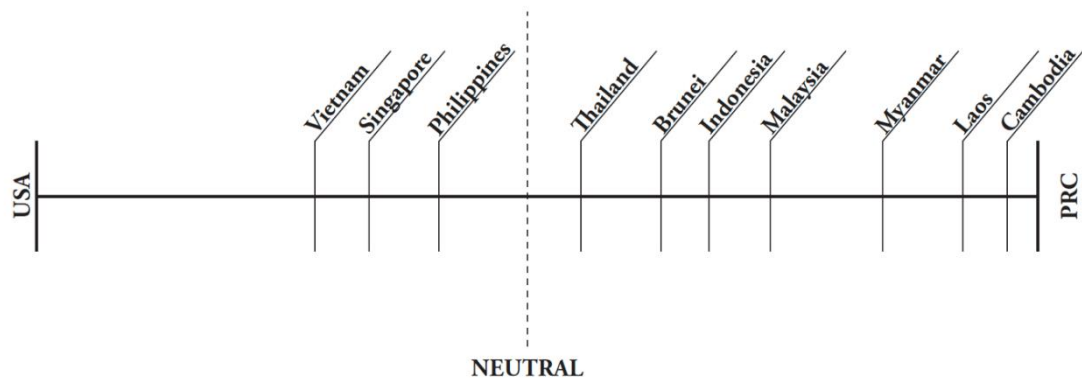 Vietnam
Singapore
Philippines
Thailand
Brunei
Indonesia
Malaysia
Myanmar
Laos
Cambodia
USA
PRC
NEUTRAL